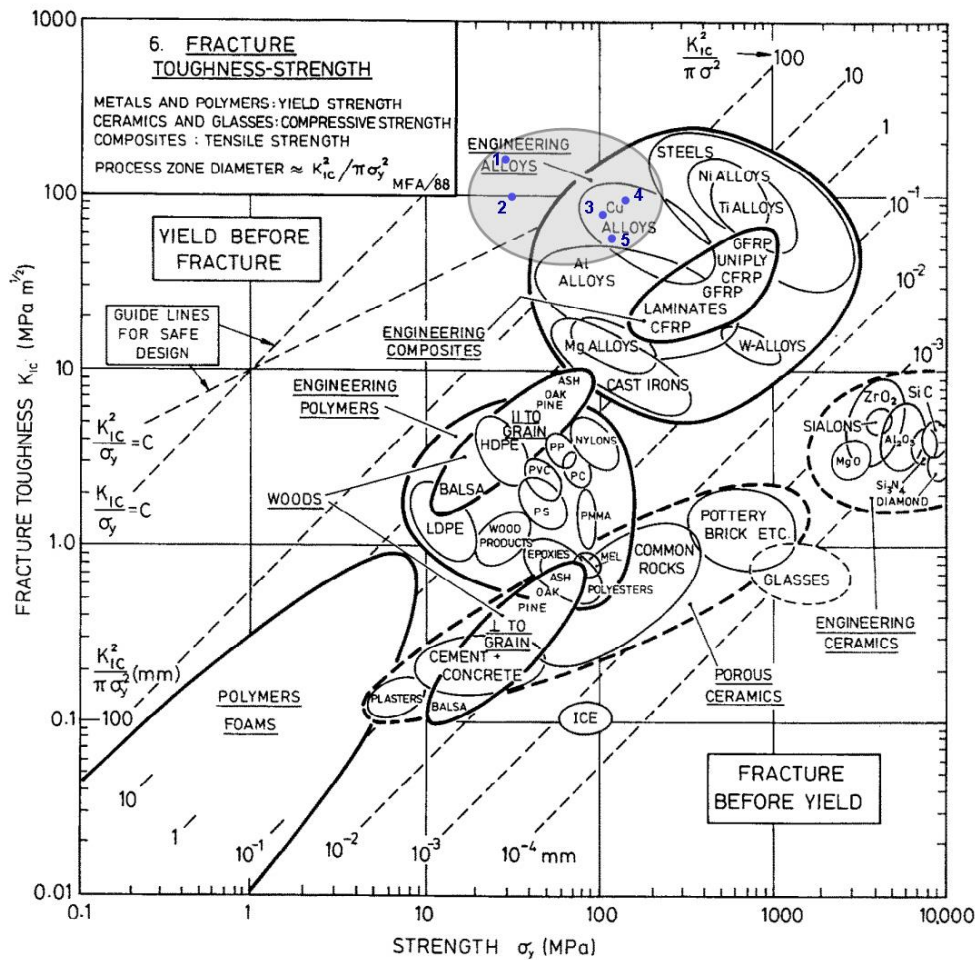 6. FRACTURE
TOUGHNESS-STRENGTH
METALS AND POLYMERS: YIELD STRENGTH
CERAMICS AND GLASSES: COMPRESSIVE STRENGTH
COMPOSITES : TENSILE STRENGTH
PROCESS ZONE DIAMETER ≈ K²IC/πσy²
MFA/88
K²IC/πσ²
100
10
1
10⁻¹
10⁻²
10⁻³
1000
100
10
1.0
0.1
0.01
FRACTURE TOUGHNESS KIC (MPa m1/2)
YIELD BEFORE
FRACTURE
GUIDE LINES
FOR SAFE
DESIGN
K²IC/σy = C
KIC/σy = C
K²IC/πσy² (mm)
100
10
1
10⁻¹
10⁻²
10⁻³
10⁻⁴ mm
ENGINEERING
ALLOYS
1
2
3
4
5
STEELS
Ni ALLOYS
Ti ALLOYS
Cu
ALLOYS
Al
ALLOYS
GFRP
UNIPLY
CFRP
GFRP
LAMINATES
CFRP
ENGINEERING
COMPOSITES
Mg ALLOYS
W-ALLOYS
CAST IRONS
ENGINEERING
POLYMERS
ASH
OAK
PINE
|| TO
GRAIN
HDPE
PP
NYLONS
PVC
PC
BALSA
WOODS
LDPE
WOOD
PRODUCTS
PS
PMMA
EPOXIES
MEL
POLYESTERS
ASH
OAK
PINE
⊥ TO
GRAIN
CEMENT +
CONCRETE
PLASTERS
BALSA
COMMON
ROCKS
POTTERY
BRICK ETC.
GLASSES
ZrO2
SiC
SIALONS
Al2O3
MgO
Si3N4
DIAMOND
ENGINEERING
CERAMICS
POROUS
CERAMICS
ICE
POLYMERS
FOAMS
FRACTURE
BEFORE YIELD
0.1
1
10
100
1000
10,000
STRENGTH σy (MPa)